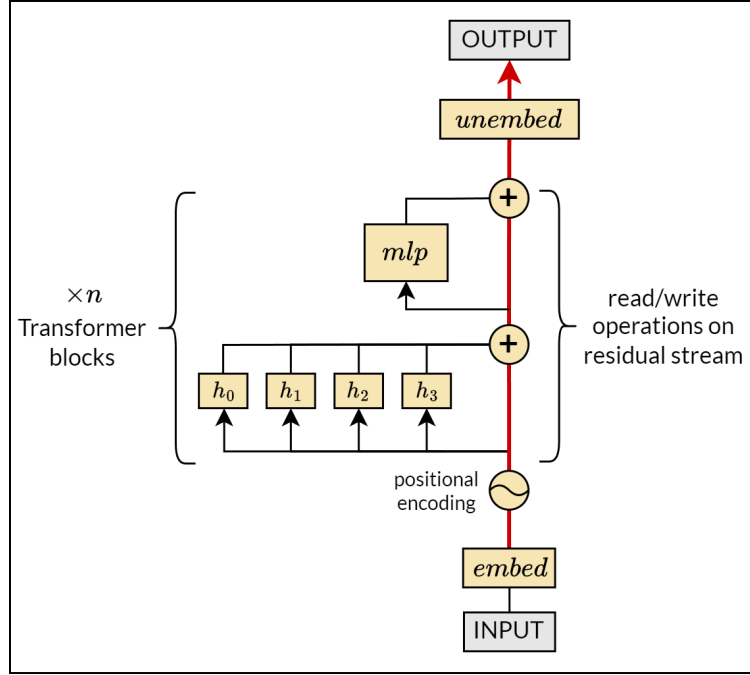 OUTPUT
unembed
+
mlp
×n
Transformer
blocks
read/write
operations on
residual stream
+
h₀ h₁ h₂ h₃
positional
encoding
embed
INPUT